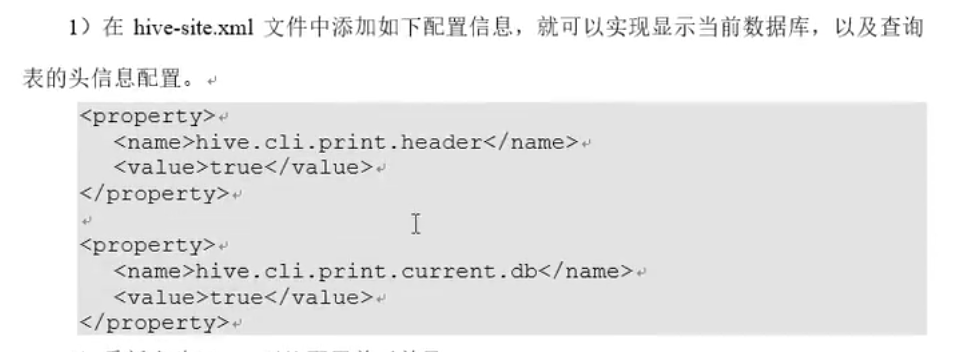 1）在 hive-site.xml 文件中添加如下配置信息，就可以实现显示当前数据库，以及查询
表的头信息配置。
<property>
<name>hive.cli.print.header</name>
<value>true</value>
</property>
<property>
<name>hive.cli.print.current.db</name>
<value>true</value>
</property>